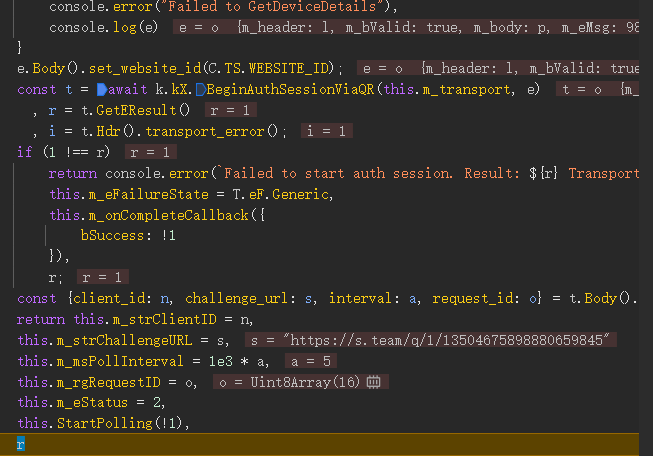 console.error("Failed to GetDeviceDetails"),
console.log(e) e = o {m_header: l, m_bValid: true, m_body: p, m_eMsg: 98
}
e.Body().set_website_id(C.TS.WEBSITE_ID); e = o {m_header: l, m_bValid: true
const t = await k.kX.BeginAuthSessionViaQR(this.m_transport, e) t = o {m_
, r = t.GetEResult() r = 1
, i = t.Hdr().transport_error(); i = 1
if (1 !== r) r = 1
return console.error(`Failed to start auth session. Result: ${r} Transport
this.m_eFailureState = T.eF.Generic,
this.m_onCompleteCallback({
bSuccess: !1
}),
r; r = 1
const {client_id: n, challenge_url: s, interval: a, request_id: o} = t.Body().
return this.m_strClientID = n,
this.m_strChallengeURL = s, s = "https://s.team/q/1/13504675898880659845"
this.m_msPollInterval = 1e3 * a, a = 5
this.m_rgRequestID = o, o = Uint8Array(16)
this.m_eStatus = 2,
this.StartPolling(!1),
r